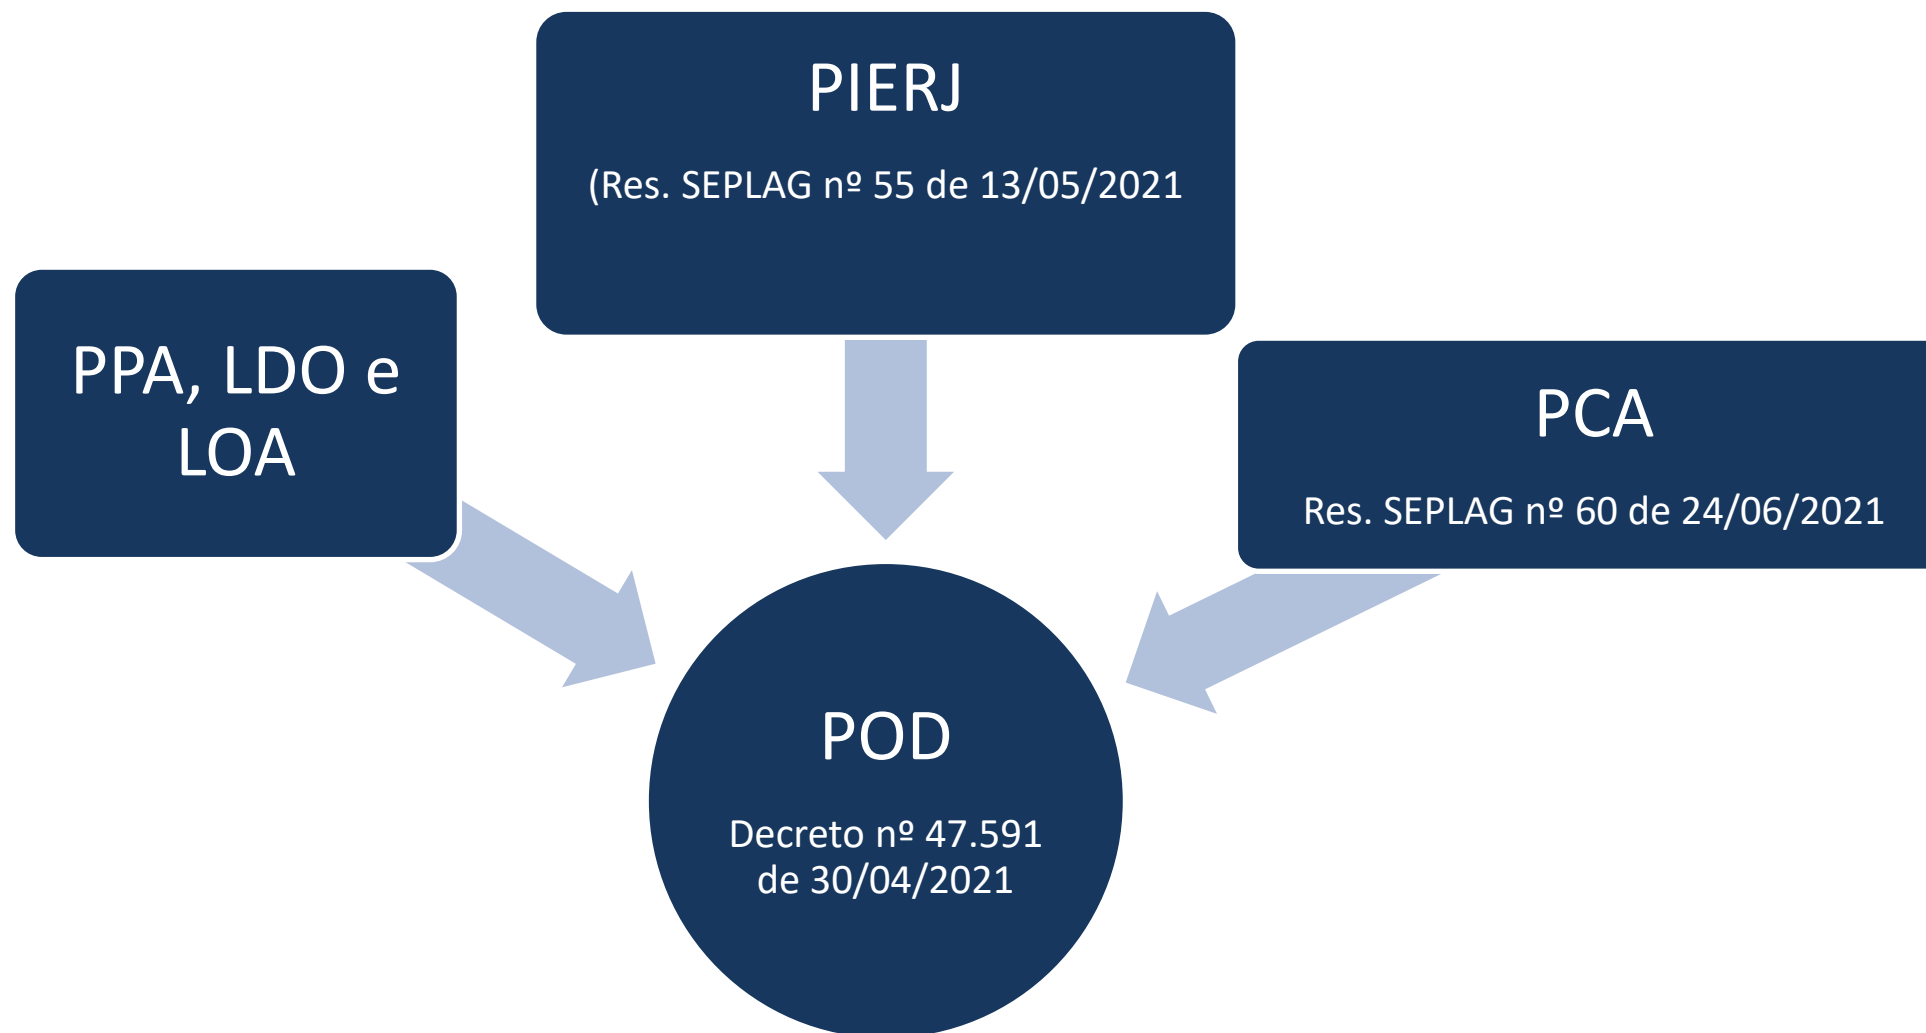 PIERJ
(Res. SEPLAG nº 55 de 13/05/2021
PPA, LDO e
LOA
PCA
Res. SEPLAG nº 60 de 24/06/2021
POD
Decreto nº 47.591
de 30/04/2021